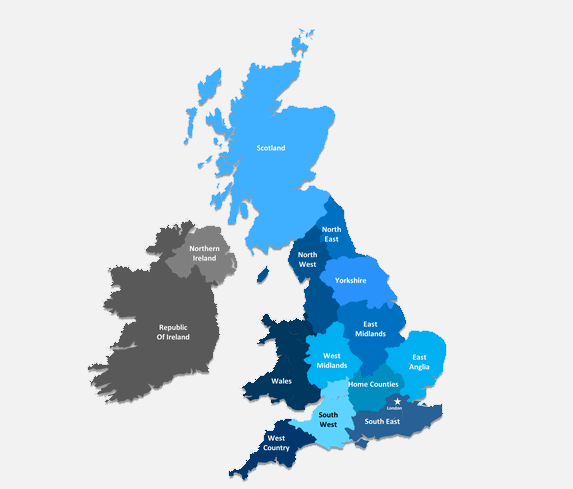 Scotland
North
East
Northern
Ireland
North
West
Yorkshire
Republic
Of Ireland
East
Midlands
West
Midlands
East
Anglia
Wales
Home Counties
London
South
West
South East
West
Country